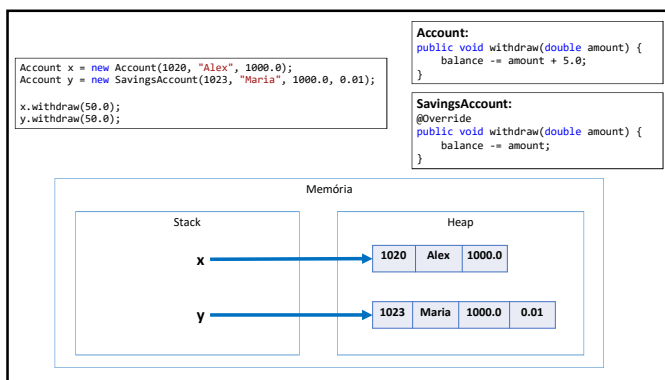 Account x = new Account(1020, "Alex", 1000.0);
Account y = new SavingsAccount(1023, "Maria", 1000.0, 0.01);
x.withdraw(50.0);
y.withdraw(50.0);
Account:
public void withdraw(double amount) {
balance -= amount + 5.0;
}
SavingsAccount:
@Override
public void withdraw(double amount) {
balance -= amount;
}
Memória
Stack
Heap
x
1020 Alex 1000.0
y
1023 Maria 1000.0 0.01